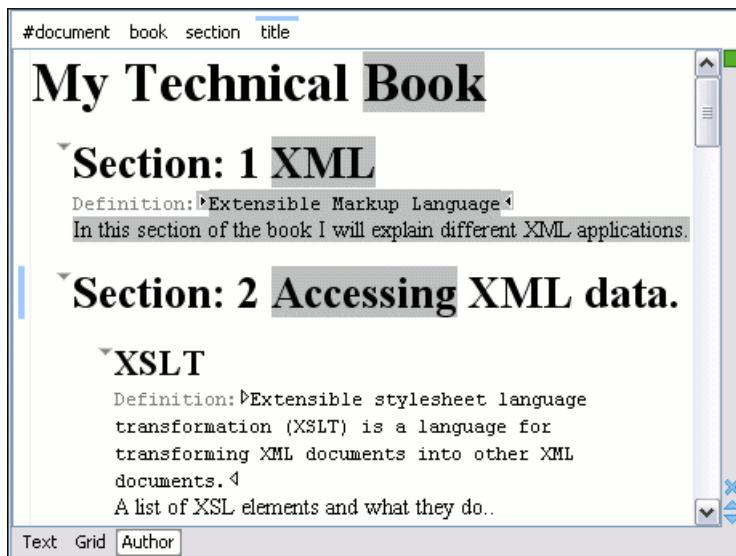 #document book section title
My Technical Book
Section: 1 XML
Definition: Extensible Markup Language
In this section of the book I will explain different XML applications.
Section: 2 Accessing XML data.
XSLT
Definition: Extensible stylesheet language
transformation (XSLT) is a language for
transforming XML documents into other XML
documents.
A list of XSL elements and what they do..
Text Grid Author